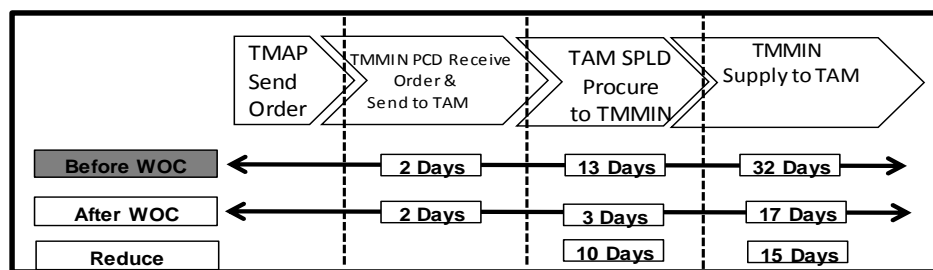 TMAP
Send
Order
TMMIN PCD Receive
Order &
Send to TAM
TAM SPLD
Procure
to TMMIN
TMMIN
Supply to TAM
Before WOC
2 Days
13 Days
32 Days
After WOC
2 Days
3 Days
17 Days
Reduce
10 Days
15 Days